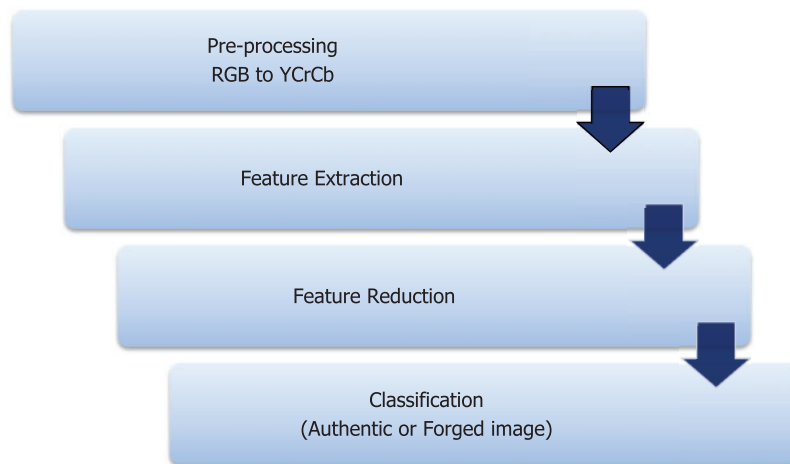 Pre-processing
RGB to YCrCb
Feature Extraction
Feature Reduction
Classification
(Authentic or Forged image)